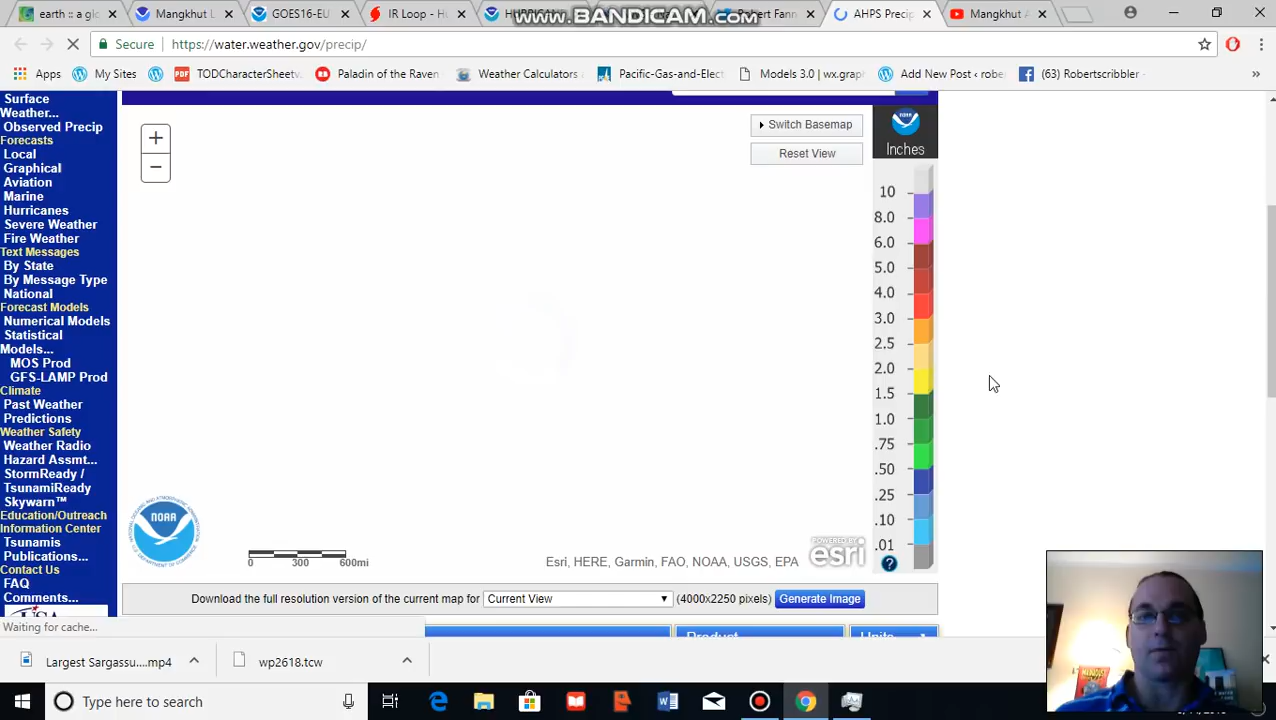 earth :: a glo
Mangkhut L
GOES16-EU
IR Loop - Hu
HURRICAN
www.BANDICAM.com
Robert Fann
AHPS Precip
Mangkhut A
Secure
https://water.weather.gov/precip/
Apps
My Sites
TODCharacterSheetv
Paladin of the Raven
Weather Calculators
Pacific-Gas-and-Elect
Models 3.0 | wx.grap
Add New Post ‹ robe
(63) Robertscribbler
»
Surface
Weather...
Observed Precip
Forecasts
Local
Graphical
Aviation
Marine
Hurricanes
Severe Weather
Fire Weather
Text Messages
By State
By Message Type
National
Forecast Models
Numerical Models
Statistical
Models...
MOS Prod
GFS-LAMP Prod
Climate
Past Weather
Predictions
Weather Safety
Weather Radio
Hazard Assmt...
StormReady /
TsunamiReady
Skywarn™
Education/Outreach
Information Center
Tsunamis
Publications...
Contact Us
FAQ
Comments...
+
−
Switch Basemap
Reset View
Inches
10
8.0
6.0
5.0
4.0
3.0
2.5
2.0
1.5
1.0
.75
.50
.25
.10
.01
?
NOAA
0 300 600mi
Esri, HERE, Garmin, FAO, NOAA, USGS, EPA
POWERED BY
esri
Download the full resolution version of the current map for
Current View
(4000x2250 pixels)
Generate Image
Product
Units
Waiting for cache...
Largest Sargassu....mp4
wp2618.tcw
Type here to search